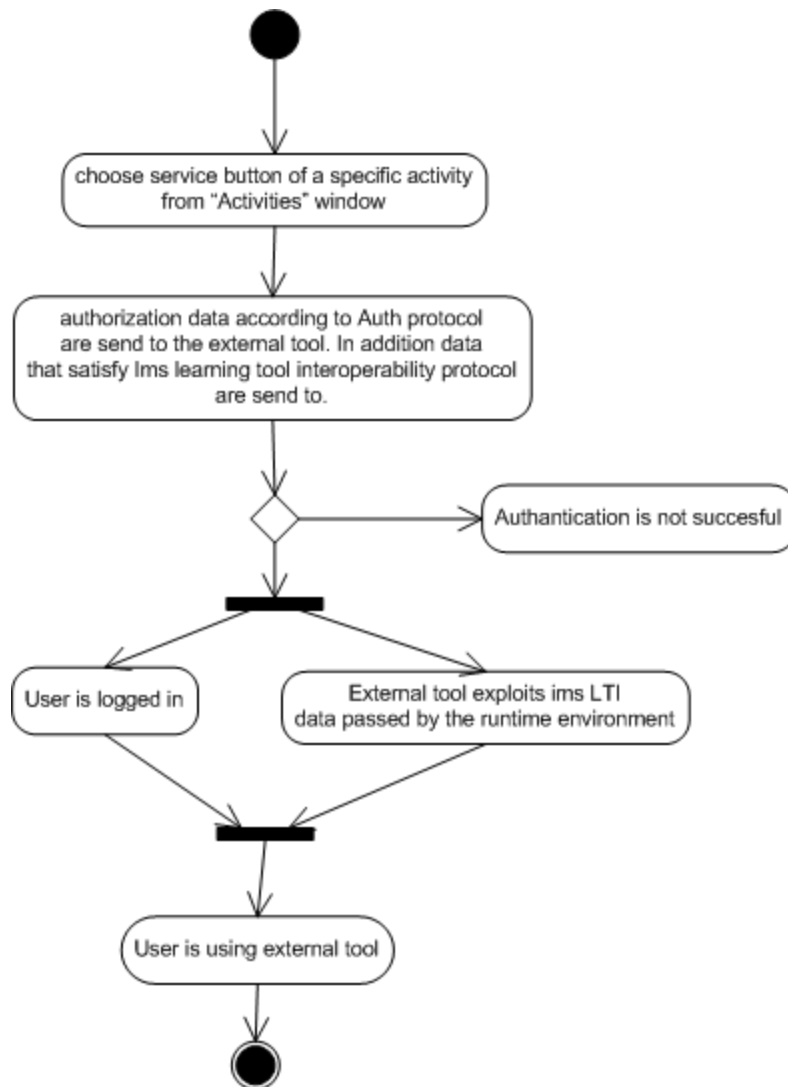 choose service button of a specific activity
from “Activities” window
authorization data according to Auth protocol
are send to the external tool. In addition data
that satisfy Ims learning tool interoperability protocol
are send to.
Authantication is not succesful
User is logged in
External tool exploits ims LTI
data passed by the runtime environment
User is using external tool